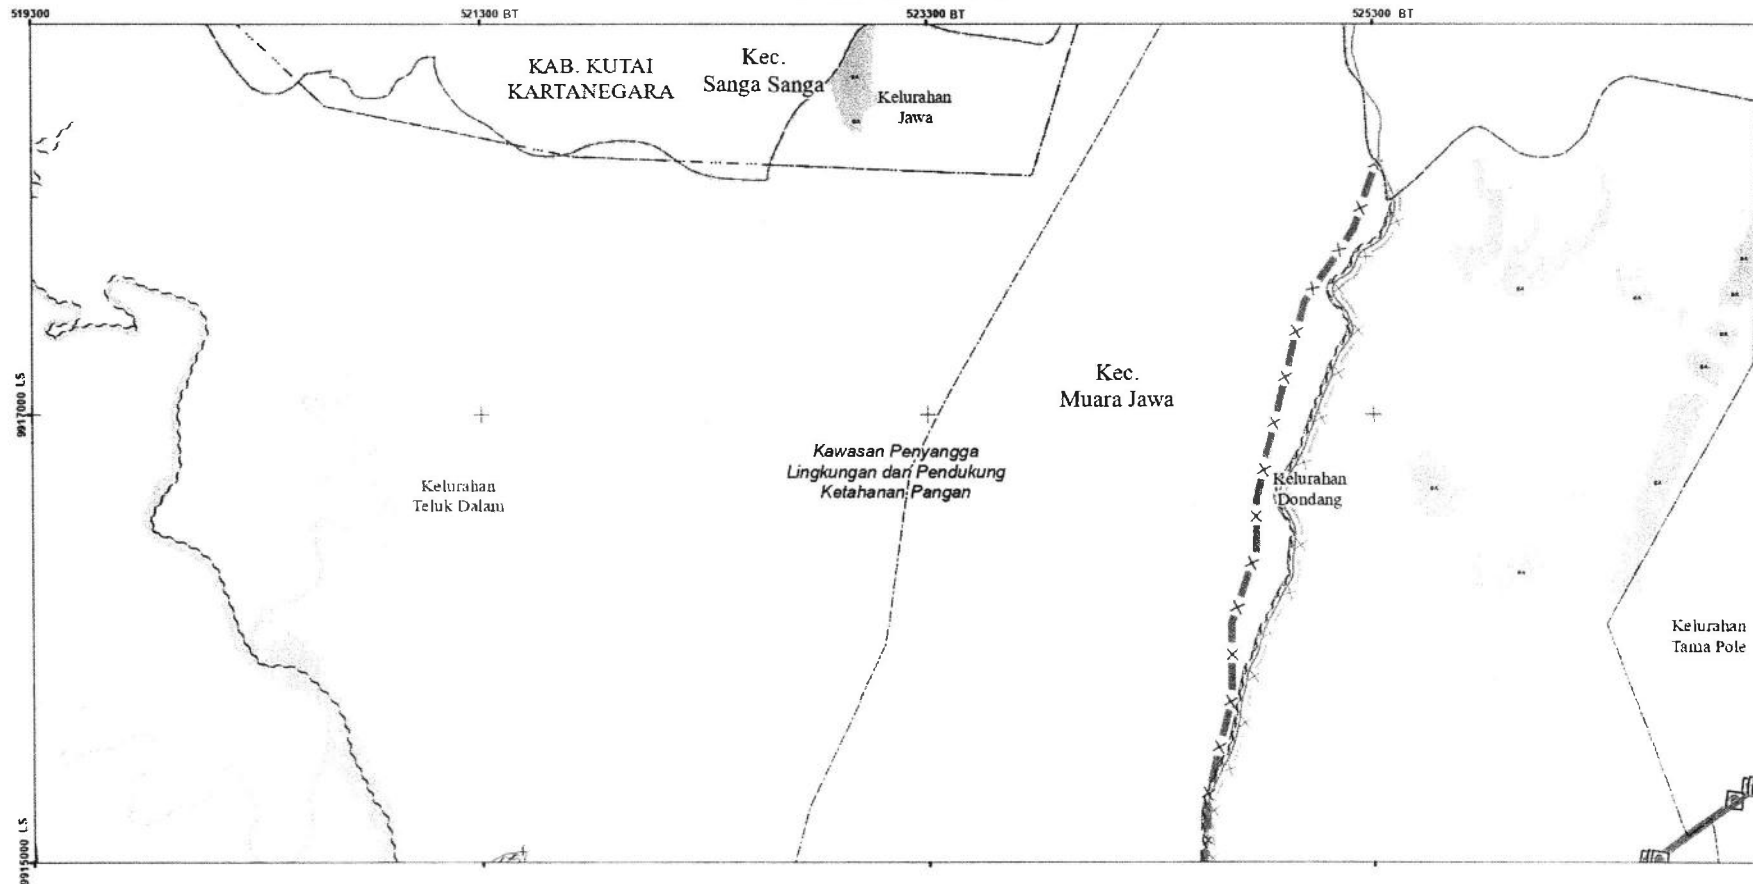 519300
521300 BT
523300 BT
525300 BT
KAB. KUTAI
KARTANEGARA
Kec.
Sanga Sanga
Kelurahan
Jawa
9917000 LS
Kec.
Muara Jawa
Kawasan Penyangga
Lingkungan dan Pendukung
Ketahanan Pangan
Kelurahan
Teluk Dalam
Kelurahan
Dondang
Kelurahan
Tama Pole
9915000 LS